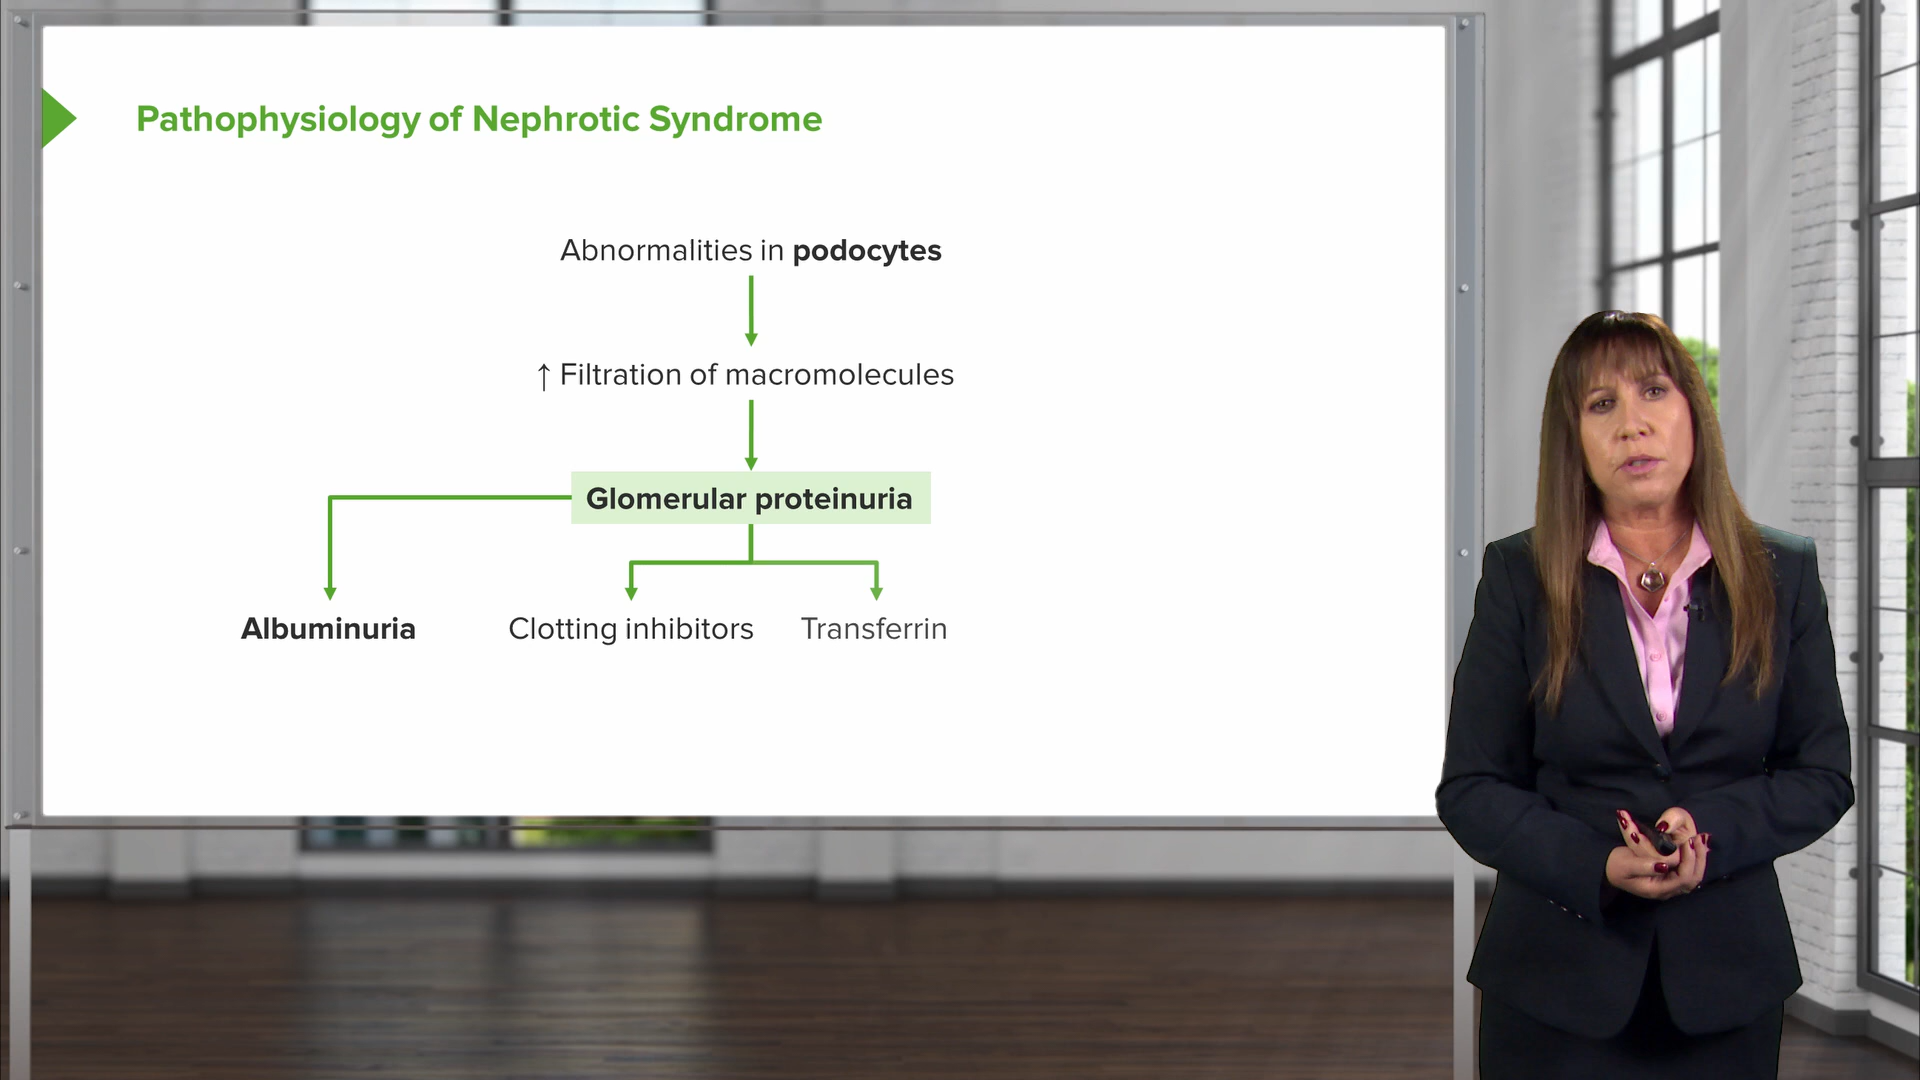 Pathophysiology of Nephrotic Syndrome
Abnormalities in podocytes
↑ Filtration of macromolecules
Glomerular proteinuria
Albuminuria
Clotting inhibitors
Transferrin